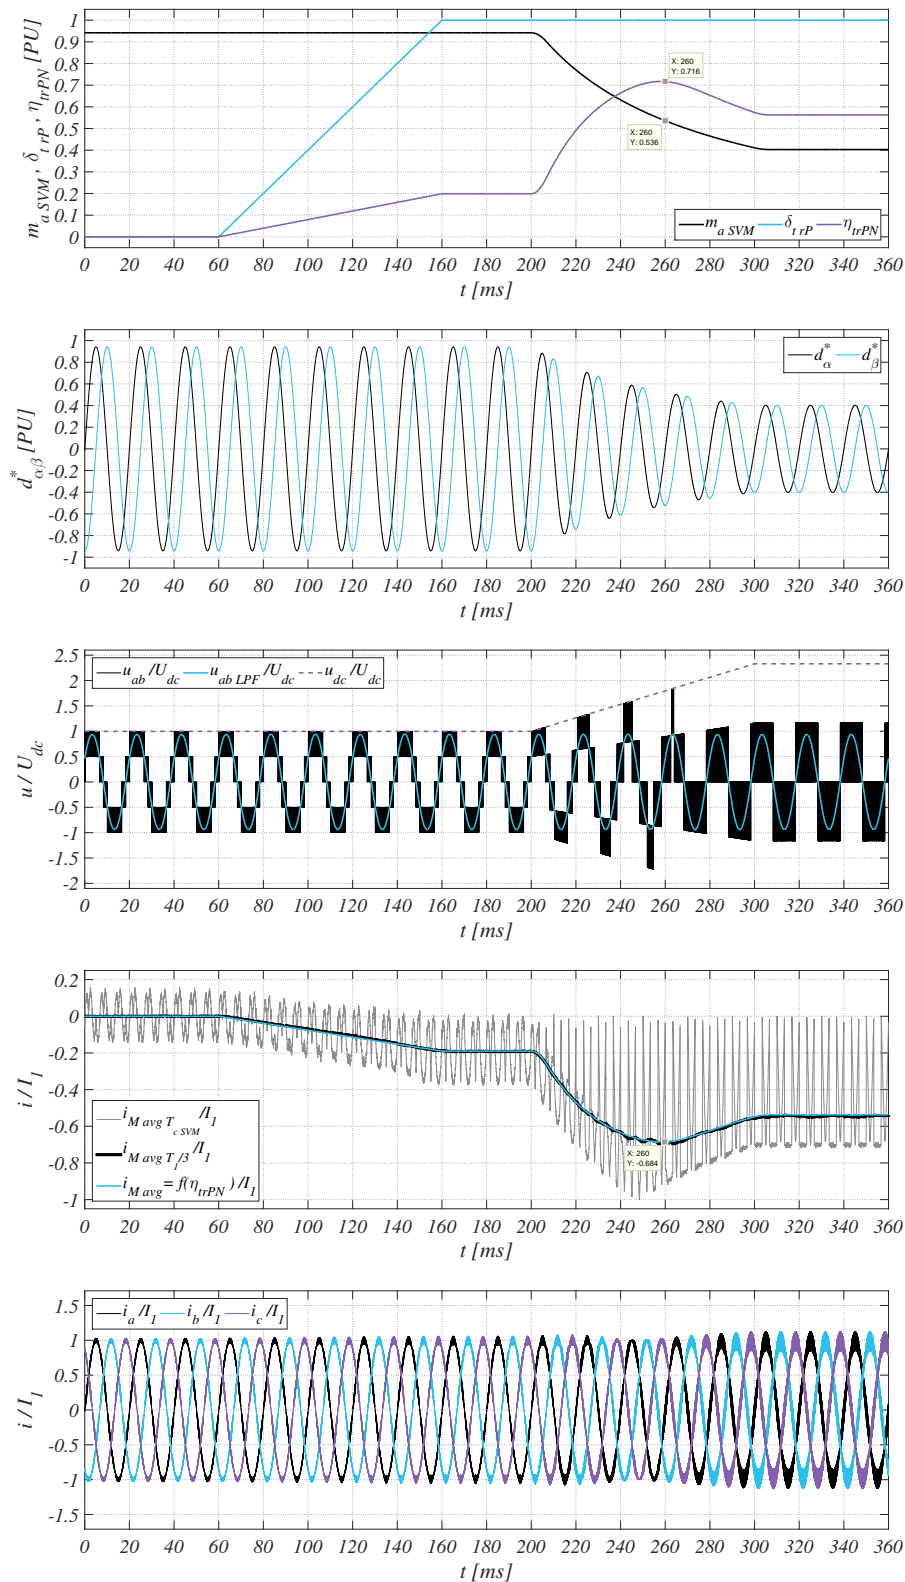 m_a SVM, δ_t rP, η_trPN [PU]
1
0.9
0.8
0.7
0.6
0.5
0.4
0.3
0.2
0.1
0
X: 260
Y: 0.716
X: 260
Y: 0.536
m_a SVM δ_t rP η_trPN
0 20 40 60 80 100 120 140 160 180 200 220 240 260 280 300 320 340 360
t [ms]
d*_αβ [PU]
1
0.8
0.6
0.4
0.2
0
-0.2
-0.4
-0.6
-0.8
-1
d*_α d*_β
0 20 40 60 80 100 120 140 160 180 200 220 240 260 280 300 320 340 360
t [ms]
u / U_dc
2.5
2
1.5
1
0.5
0
-0.5
-1
-1.5
-2
u_ab /U_dc u_ab LPF /U_dc u_dc /U_dc
0 20 40 60 80 100 120 140 160 180 200 220 240 260 280 300 320 340 360
t [ms]
i / I_1
0.2
0
-0.2
-0.4
-0.6
-0.8
-1
i_M avg T_c SVM /I_1
i_M avg T_1/3 /I_1
i_M avg = f(η_trPN) /I_1
X: 260
Y: -0.684
0 20 40 60 80 100 120 140 160 180 200 220 240 260 280 300 320 340 360
t [ms]
i / I_1
1.5
1
0.5
0
-0.5
-1
-1.5
i_a /I_1 i_b /I_1 i_c /I_1
0 20 40 60 80 100 120 140 160 180 200 220 240 260 280 300 320 340 360
t [ms]